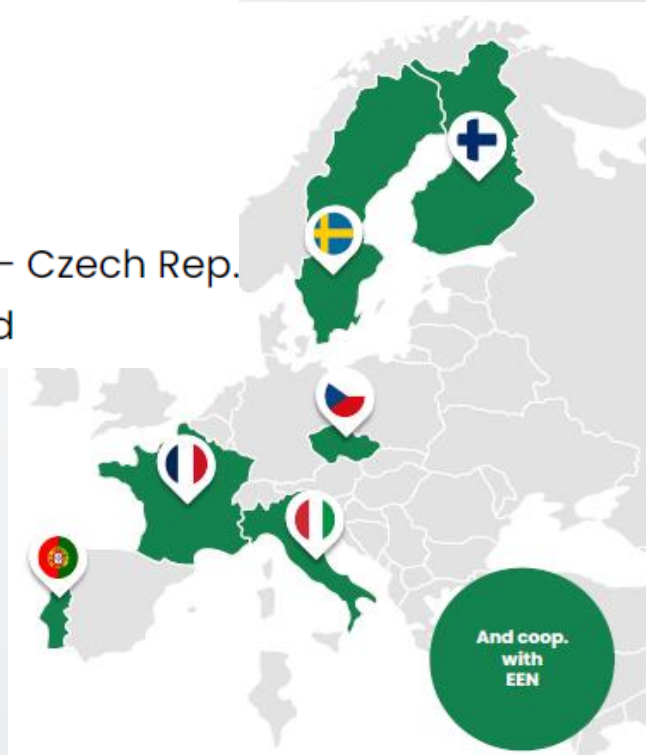 – Czech Rep.
d
And coop.
with
EEN